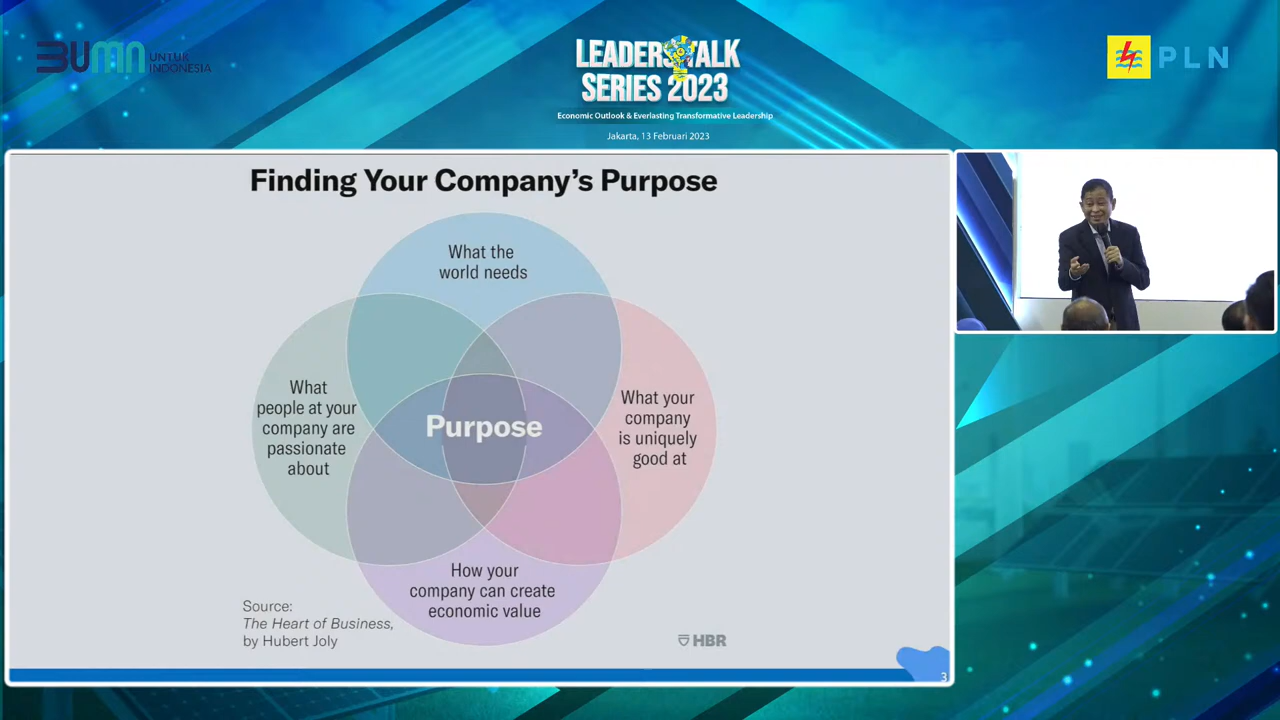 BUMN UNTUK
INDONESIA
LEADERSTALK
SERIES 2023
Economic Outlook & Everlasting Transformative Leadership
Jakarta, 13 Februari 2023
PLN
Finding Your Company's Purpose
What the
world needs
What
people at your
company are
passionate
about
Purpose
What your
company
is uniquely
good at
How your
company can create
economic value
Source:
The Heart of Business,
by Hubert Joly
HBR
3